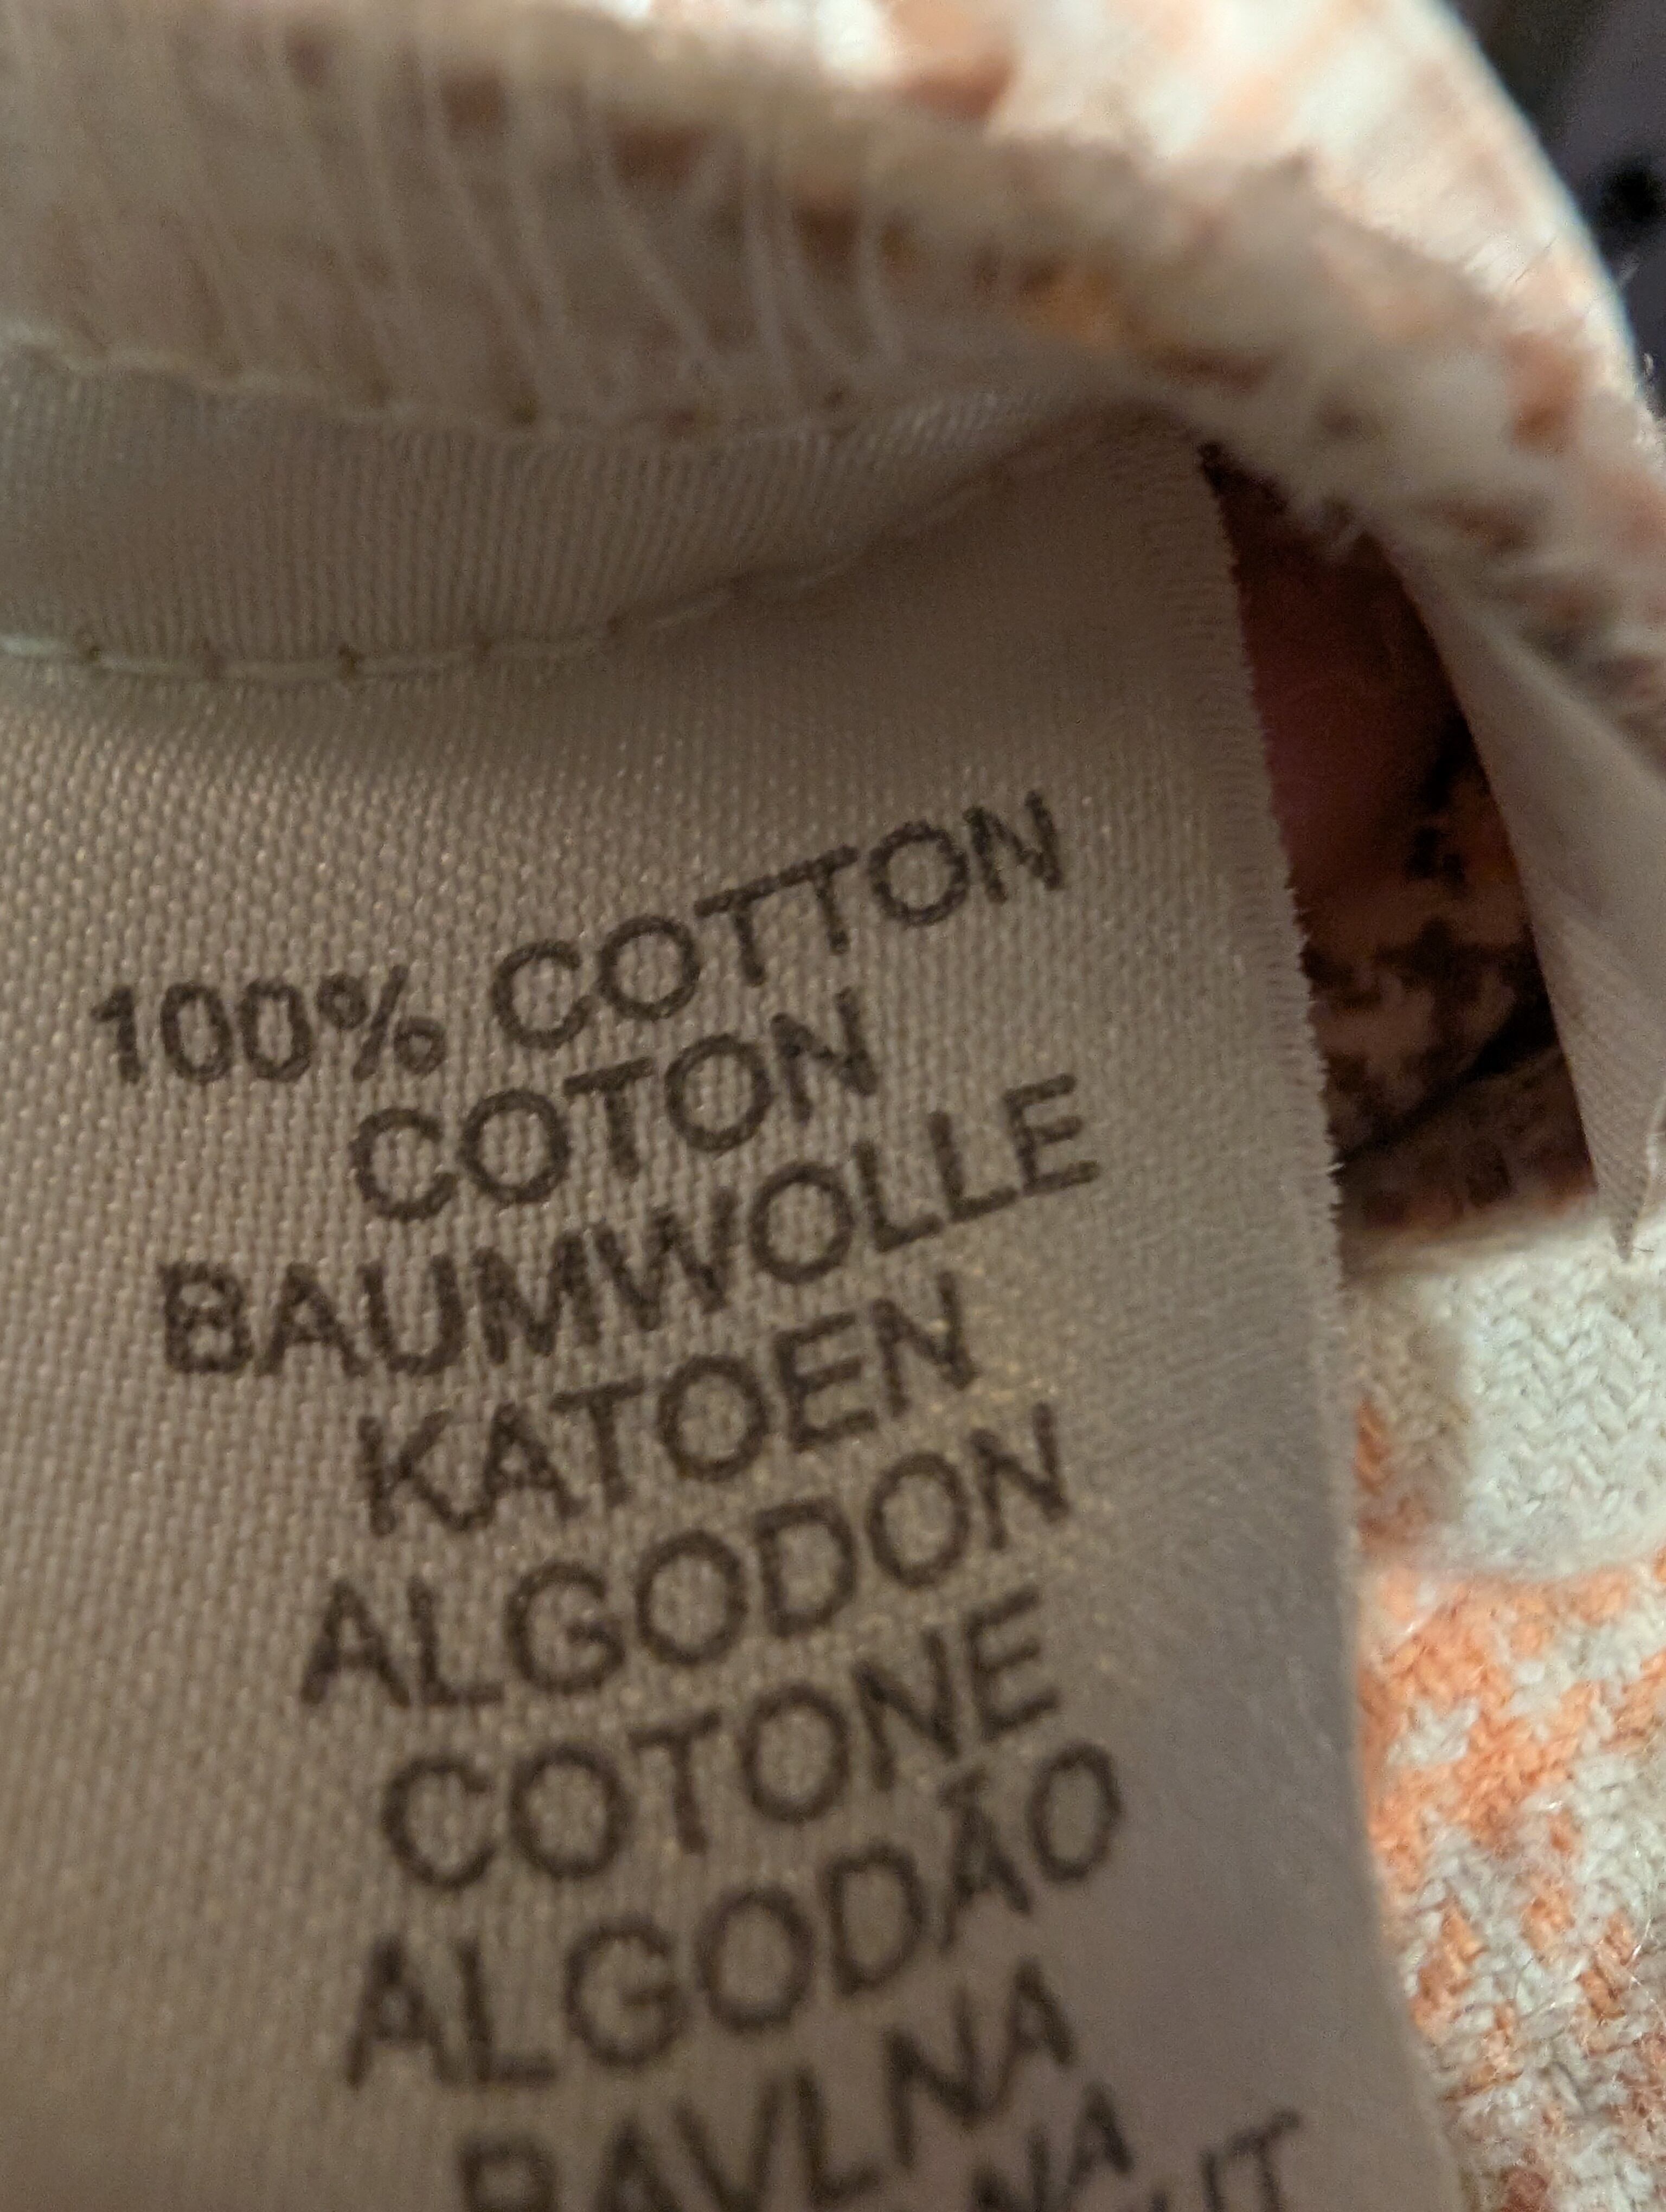 100% COTTON
COTON
BAUMWOLLE
KATOEN
ALGODON
COTONE
ALGODÃO
BAVLNA